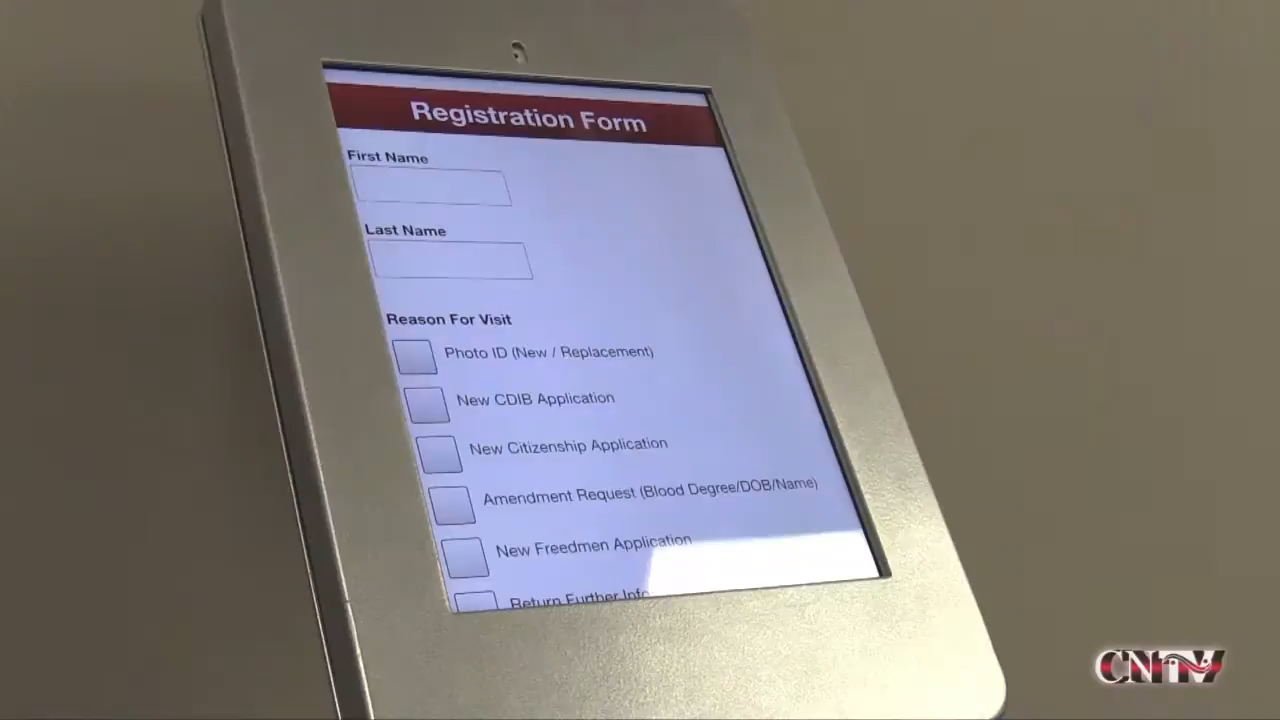 Registration Form
First Name
Last Name
Reason For Visit
Photo ID (New / Replacement)
New CDIB Application
New Citizenship Application
Amendment Request (Blood Degree/DOB/Name)
New Freedmen Application
Return Further Info
CNTV